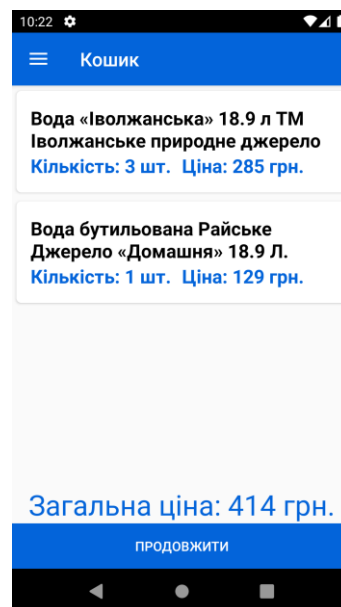 10:22
Кошик
Вода «Іволжанська» 18.9 л ТМ
Іволжанське природне джерело
Кількість: 3 шт. Ціна: 285 грн.
Вода бутильована Райське
Джерело «Домашня» 18.9 Л.
Кількість: 1 шт. Ціна: 129 грн.
Загальна ціна: 414 грн.
ПРОДОВЖИТИ